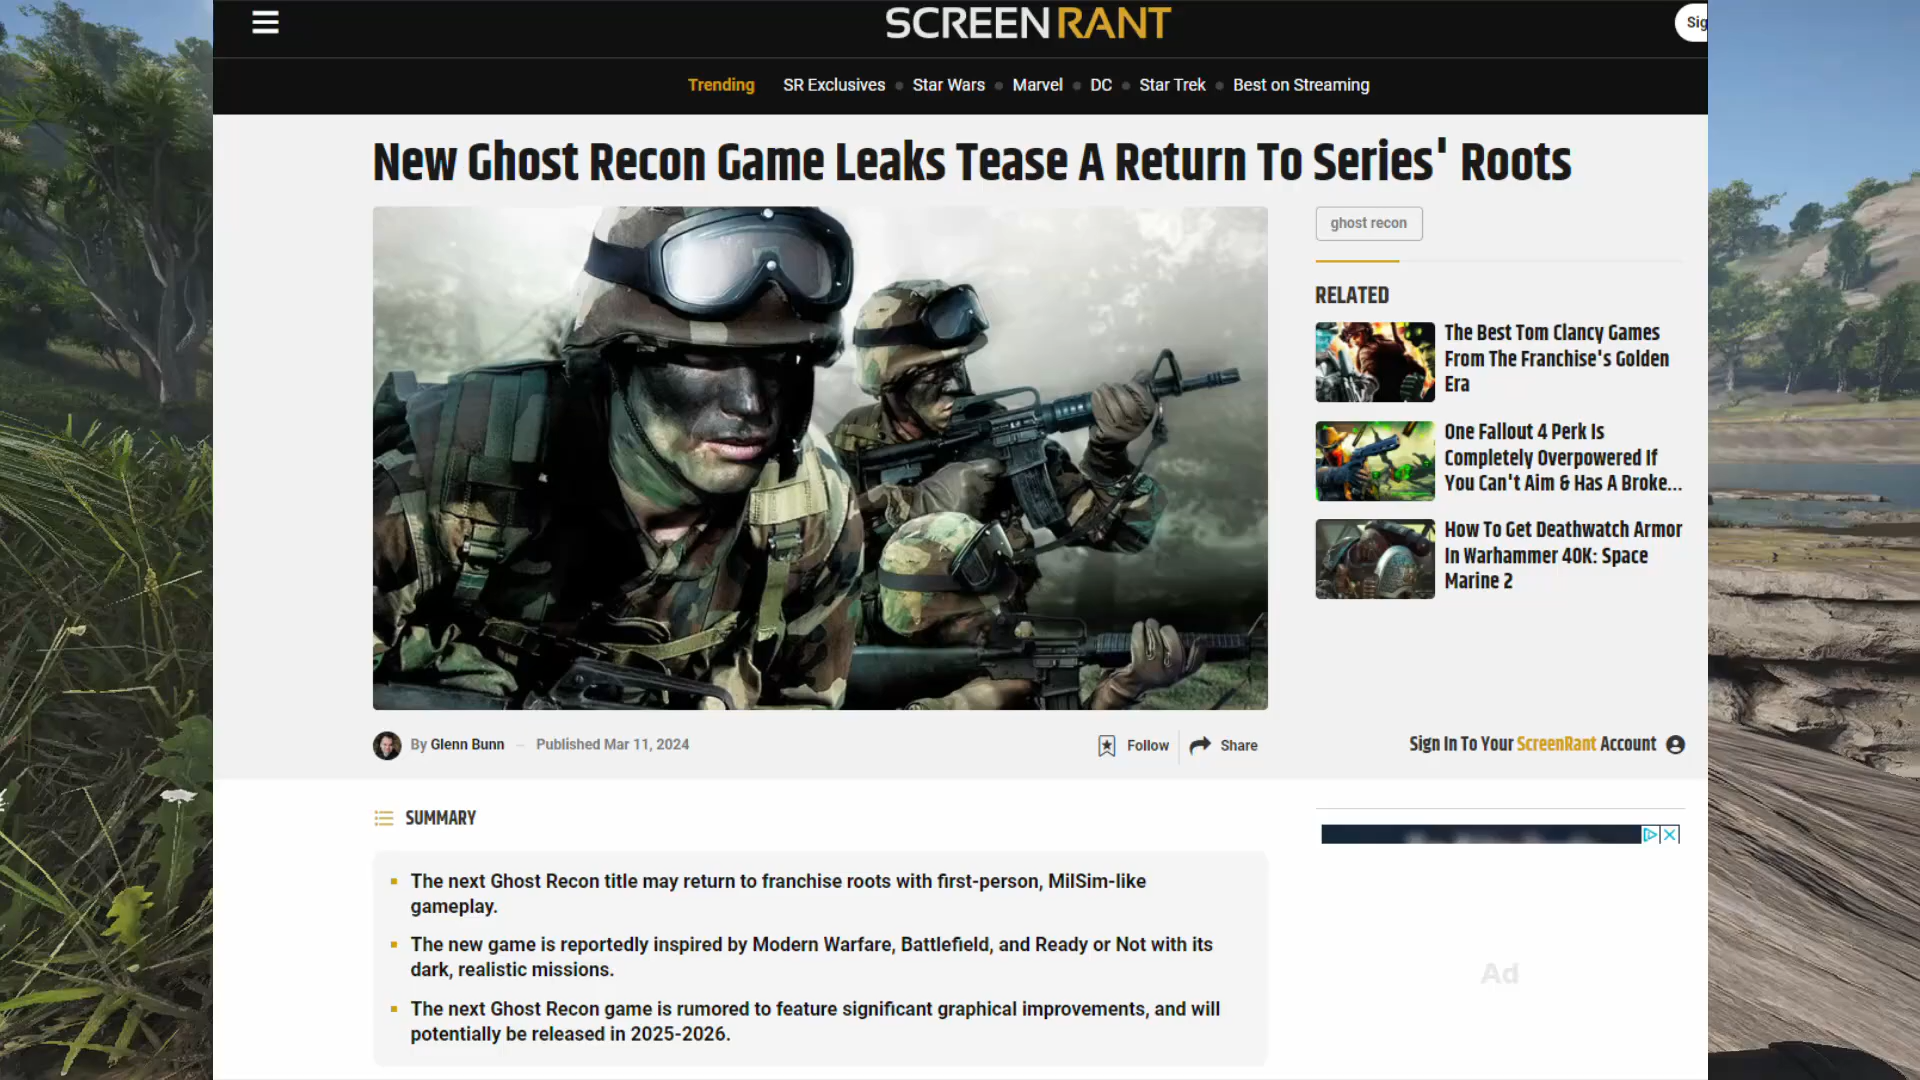 SCREENRANT
Sig
Trending
SR Exclusives
Star Wars
Marvel
DC
Star Trek
Best on Streaming
New Ghost Recon Game Leaks Tease A Return To Series' Roots
ghost recon
RELATED
The Best Tom Clancy Games
From The Franchise's Golden
Era
One Fallout 4 Perk Is
Completely Overpowered If
You Can't Aim & Has A Broke...
How To Get Deathwatch Armor
In Warhammer 40K: Space
Marine 2
By Glenn Bunn
Published Mar 11, 2024
Follow
Share
Sign In To Your ScreenRant Account
SUMMARY
The next Ghost Recon title may return to franchise roots with first-person, MilSim-like
gameplay.
The new game is reportedly inspired by Modern Warfare, Battlefield, and Ready or Not with its
dark, realistic missions.
The next Ghost Recon game is rumored to feature significant graphical improvements, and will
potentially be released in 2025-2026.
Ad